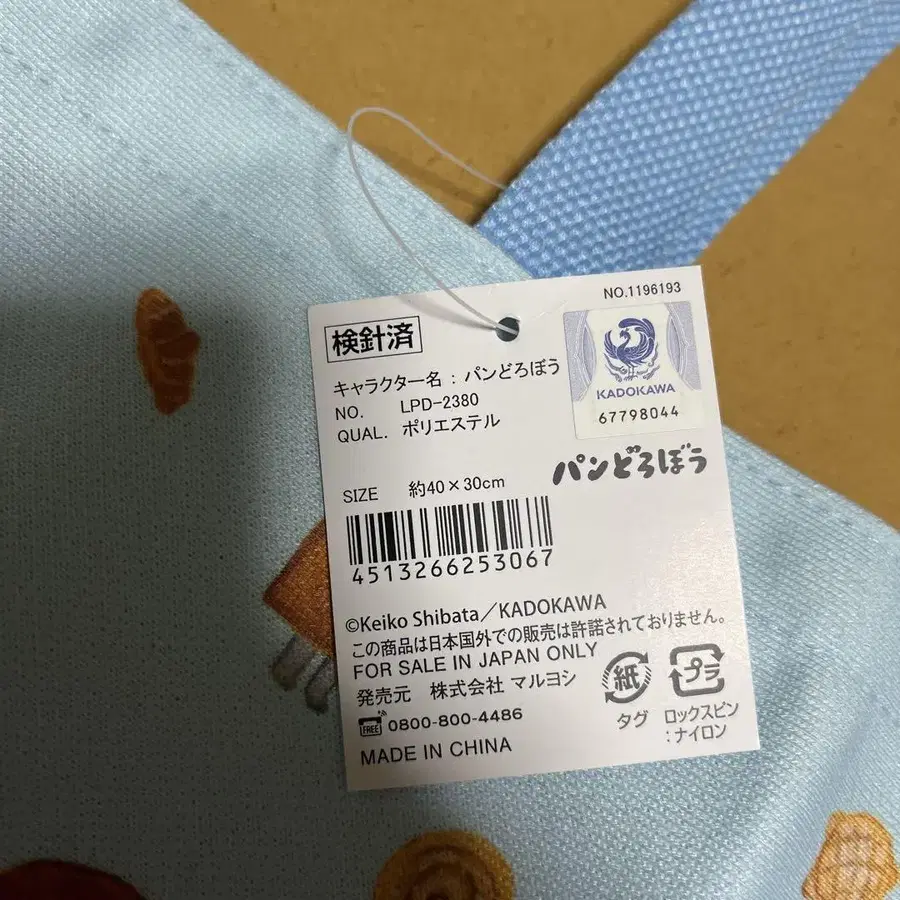 NO.1196193
検針済
KADOKAWA
67798044
キャラクター名 : パンどろぼう
NO. LPD-2380
QUAL. ポリエステル
パンどろぼう
SIZE 約40×30cm
4513266253067
©Keiko Shibata/KADOKAWA
この商品は日本国外での販売は許諾されておりません。
FOR SALE IN JAPAN ONLY
発売元 株式会社 マルヨシ
紙
プラ
FREE 0800-800-4486
タグ
ロックスピン
:ナイロン
MADE IN CHINA